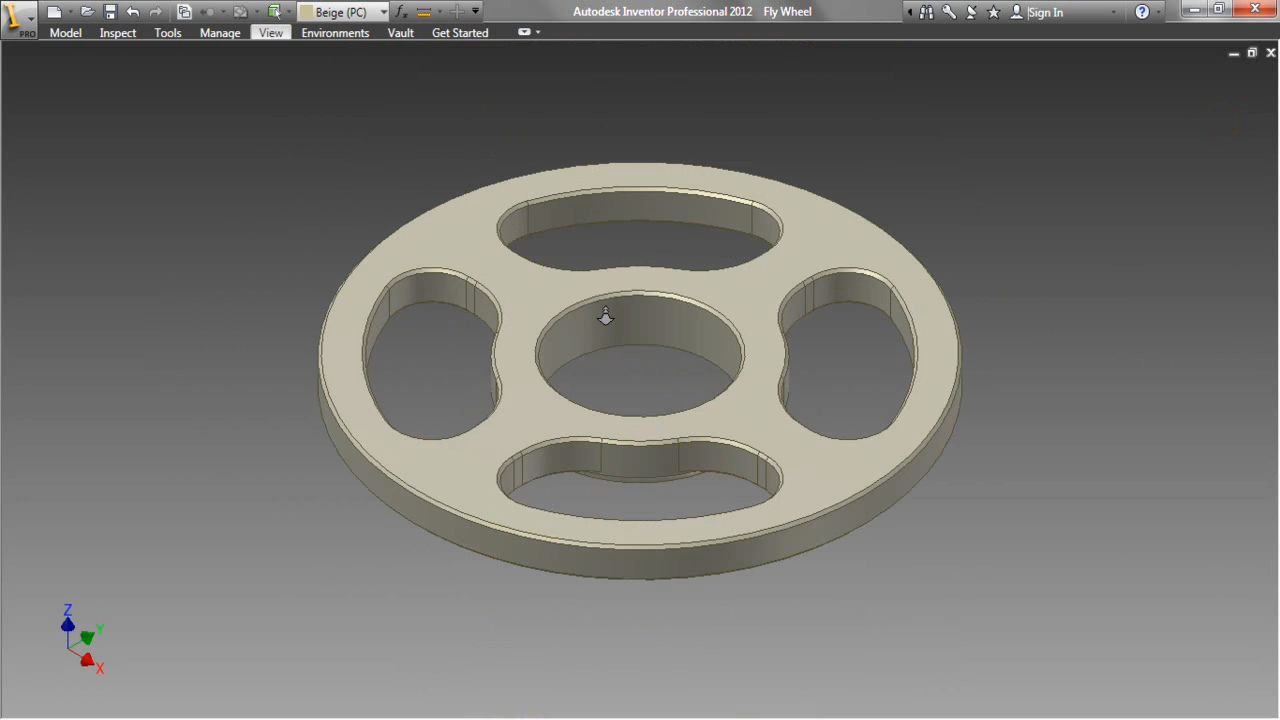 Beige (PC)
Autodesk Inventor Professional 2012 Fly Wheel
Sign In
PRO
Model Inspect Tools Manage View Environments Vault Get Started
Z
Y
X